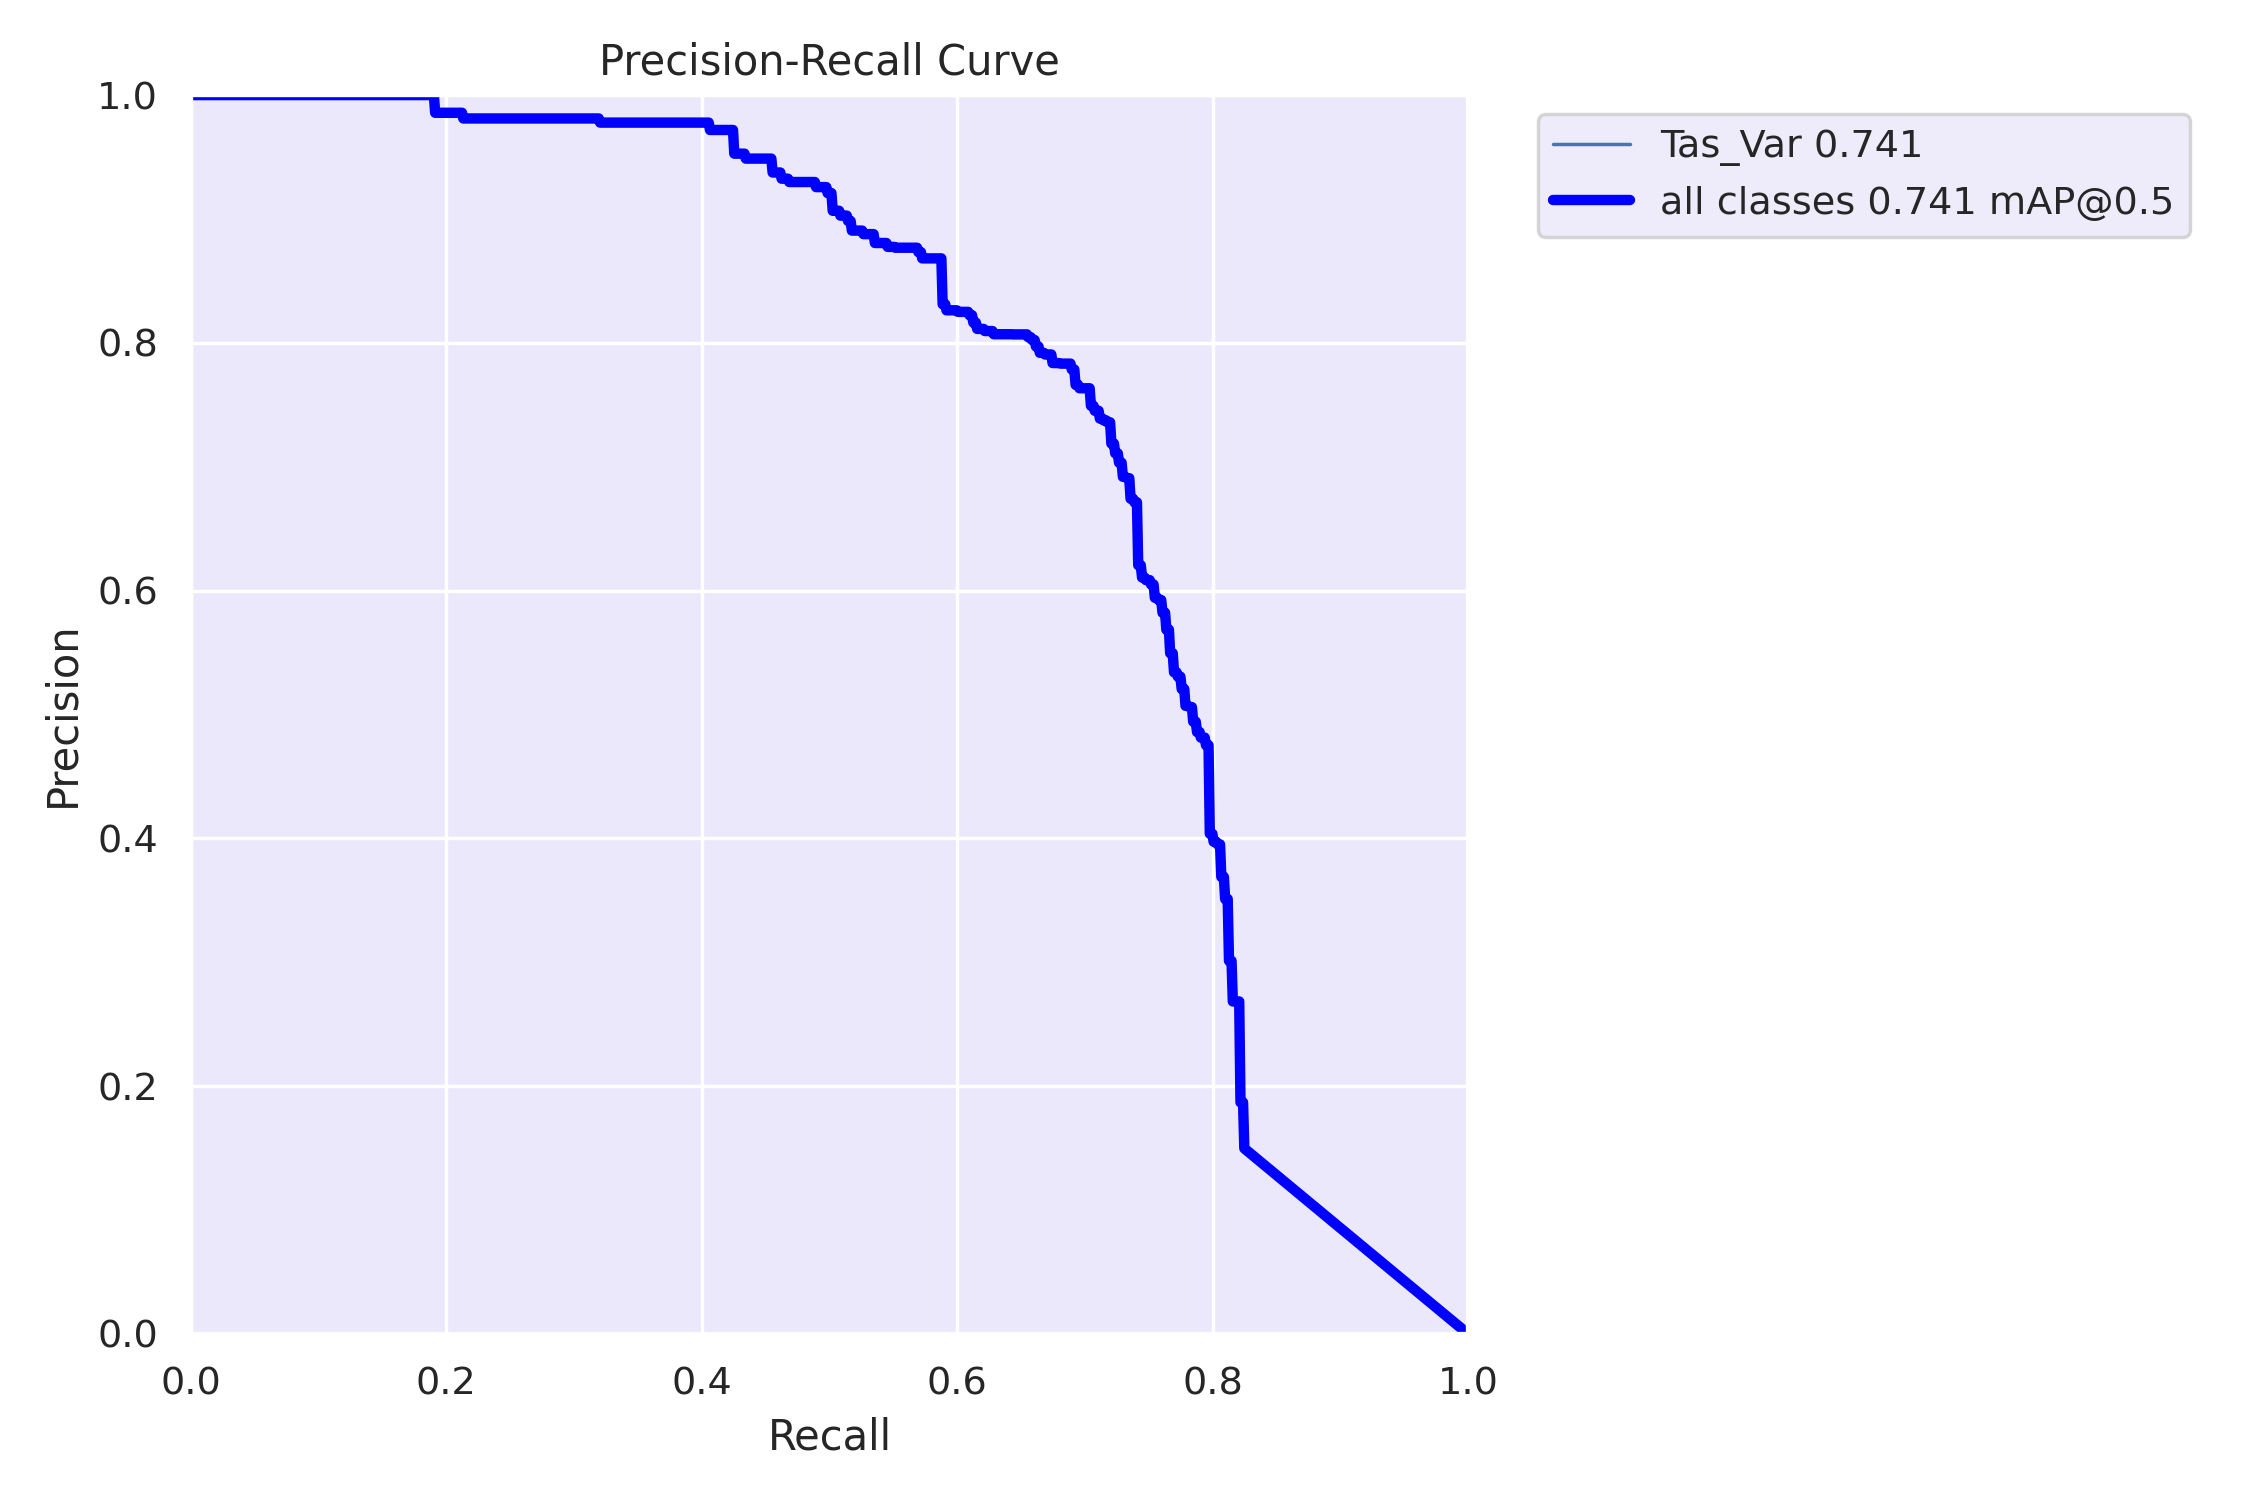 Precision-Recall Curve
Tas_Var 0.741
all classes 0.741 mAP@0.5
Precision
1.0
0.8
0.6
0.4
0.2
0.0
0.0 0.2 0.4 0.6 0.8 1.0
Recall